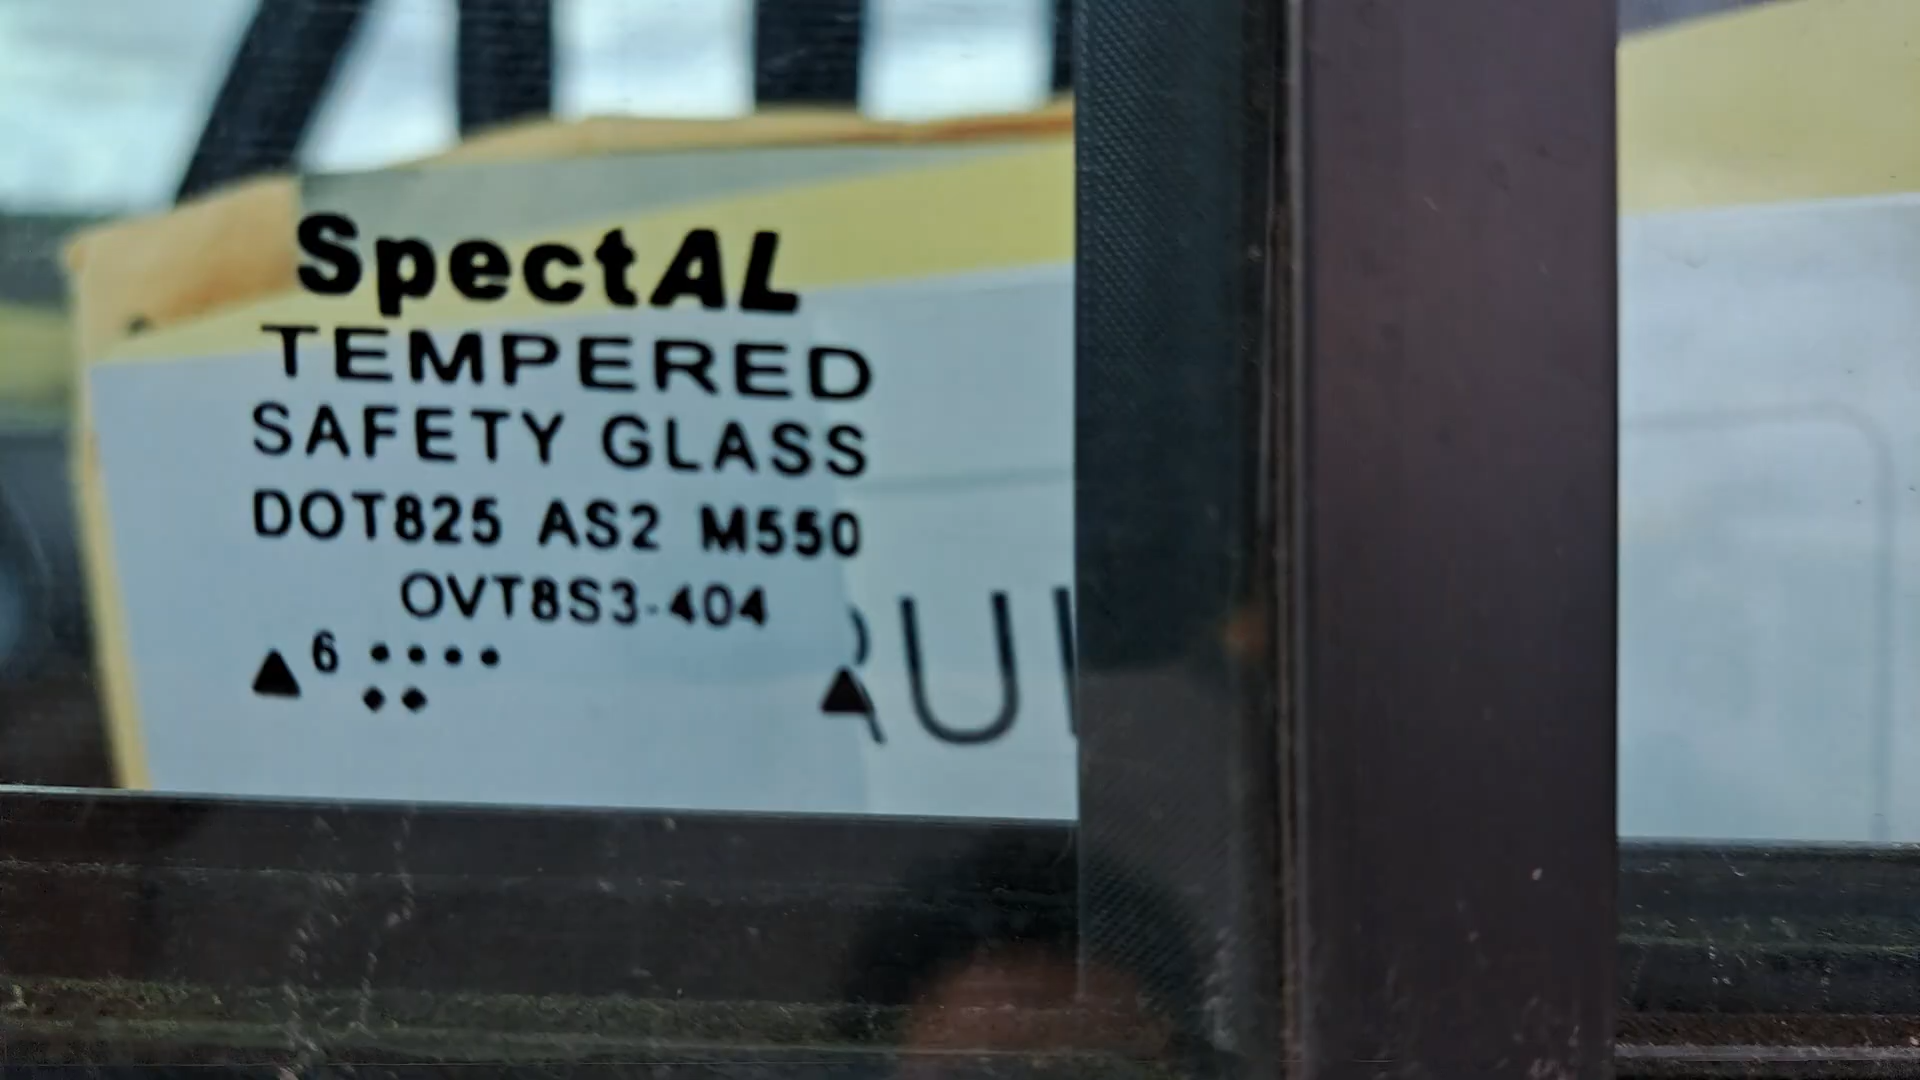 SpectAL
TEMPERED
SAFETY GLASS
DOT825 AS2 M550
OVT8S3-404
6